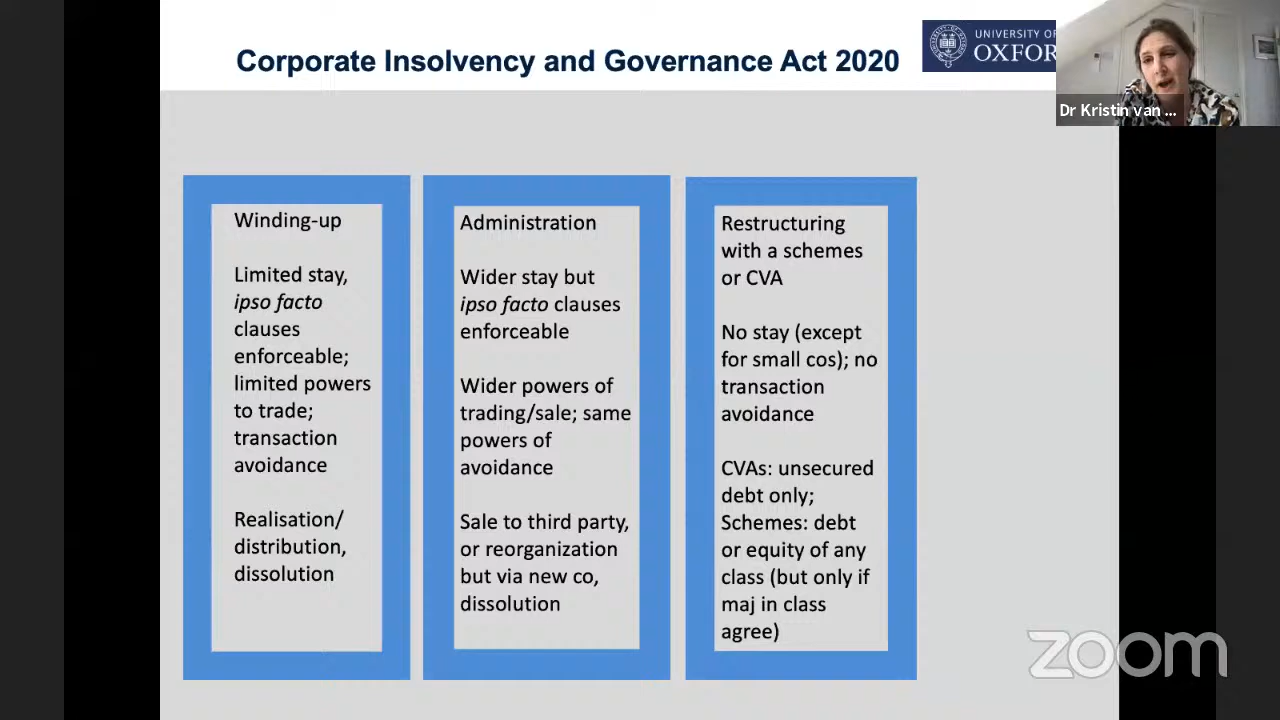 Corporate Insolvency and Governance Act 2020
UNIVERSITY OF
OXFOR
Dr Kristin van ...
Winding-up
Limited stay,
ipso facto
clauses
enforceable;
limited powers
to trade;
transaction
avoidance
Realisation/
distribution,
dissolution
Administration
Wider stay but
ipso facto clauses
enforceable
Wider powers of
trading/sale; same
powers of
avoidance
Sale to third party,
or reorganization
but via new co,
dissolution
Restructuring
with a schemes
or CVA
No stay (except
for small cos); no
transaction
avoidance
CVAs: unsecured
debt only;
Schemes: debt
or equity of any
class (but only if
maj in class
agree)
zoom